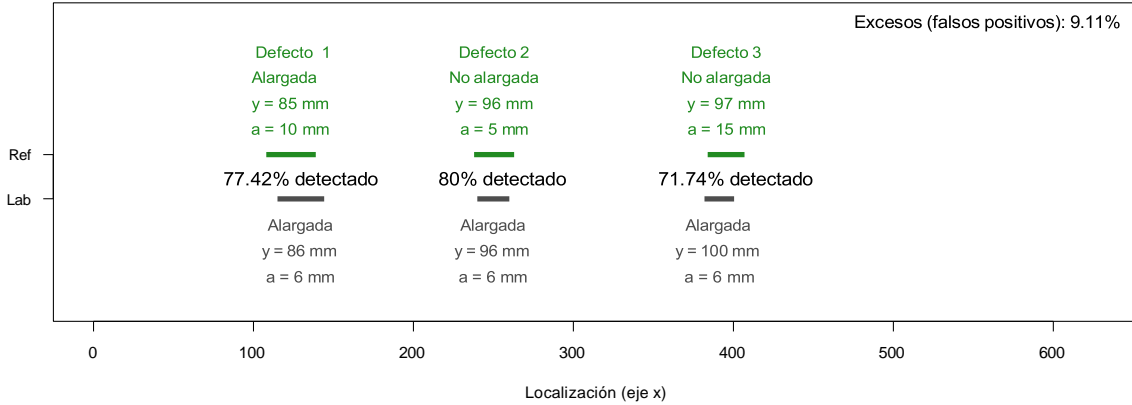 Excesos (falsos positivos): 9.11%
Defecto 1
Alargada
y = 85 mm
a = 10 mm
Defecto 2
No alargada
y = 96 mm
a = 5 mm
Defecto 3
No alargada
y = 97 mm
a = 15 mm
Ref
77.42% detectado
80% detectado
71.74% detectado
Lab
Alargada
y = 86 mm
a = 6 mm
Alargada
y = 96 mm
a = 6 mm
Alargada
y = 100 mm
a = 6 mm
0
100
200
300
400
500
600
Localización (eje x)